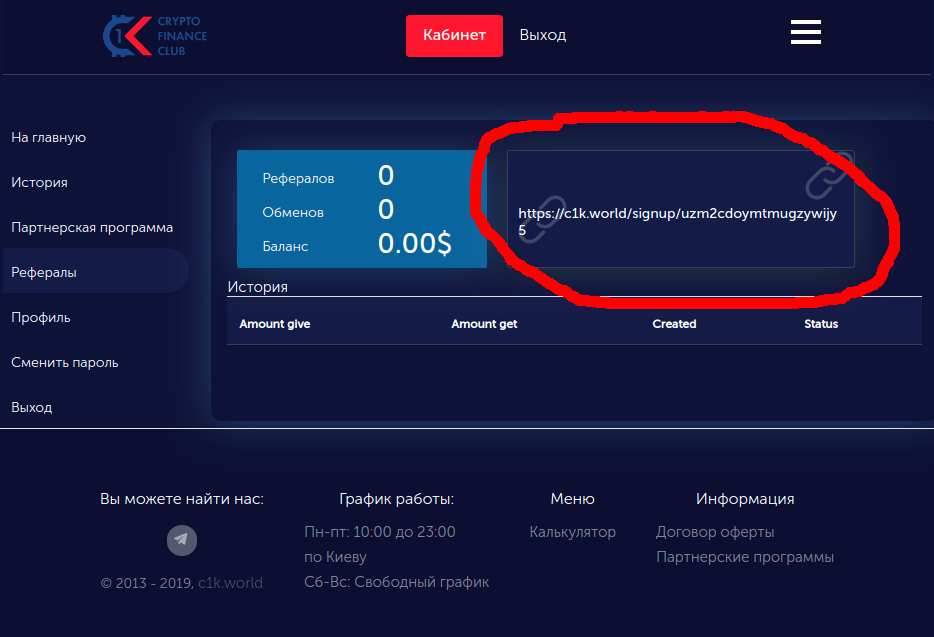 1K CRYPTO
FINANCE
CLUB
Кабинет
Выход
На главную
История
Партнерская программа
Рефералы
Профиль
Сменить пароль
Выход
Рефералов 0
Обменов 0
Баланс 0.00$
https://c1k.world/signup/uzm2cdoymtmugzywijy
5
История
Amount give Amount get Created Status
Вы можете найти нас:
© 2013 - 2019, c1k.world
График работы:
Пн-пт: 10:00 до 23:00
по Киеву
Сб-Вс: Свободный график
Меню
Калькулятор
Информация
Договор оферты
Партнерские программы